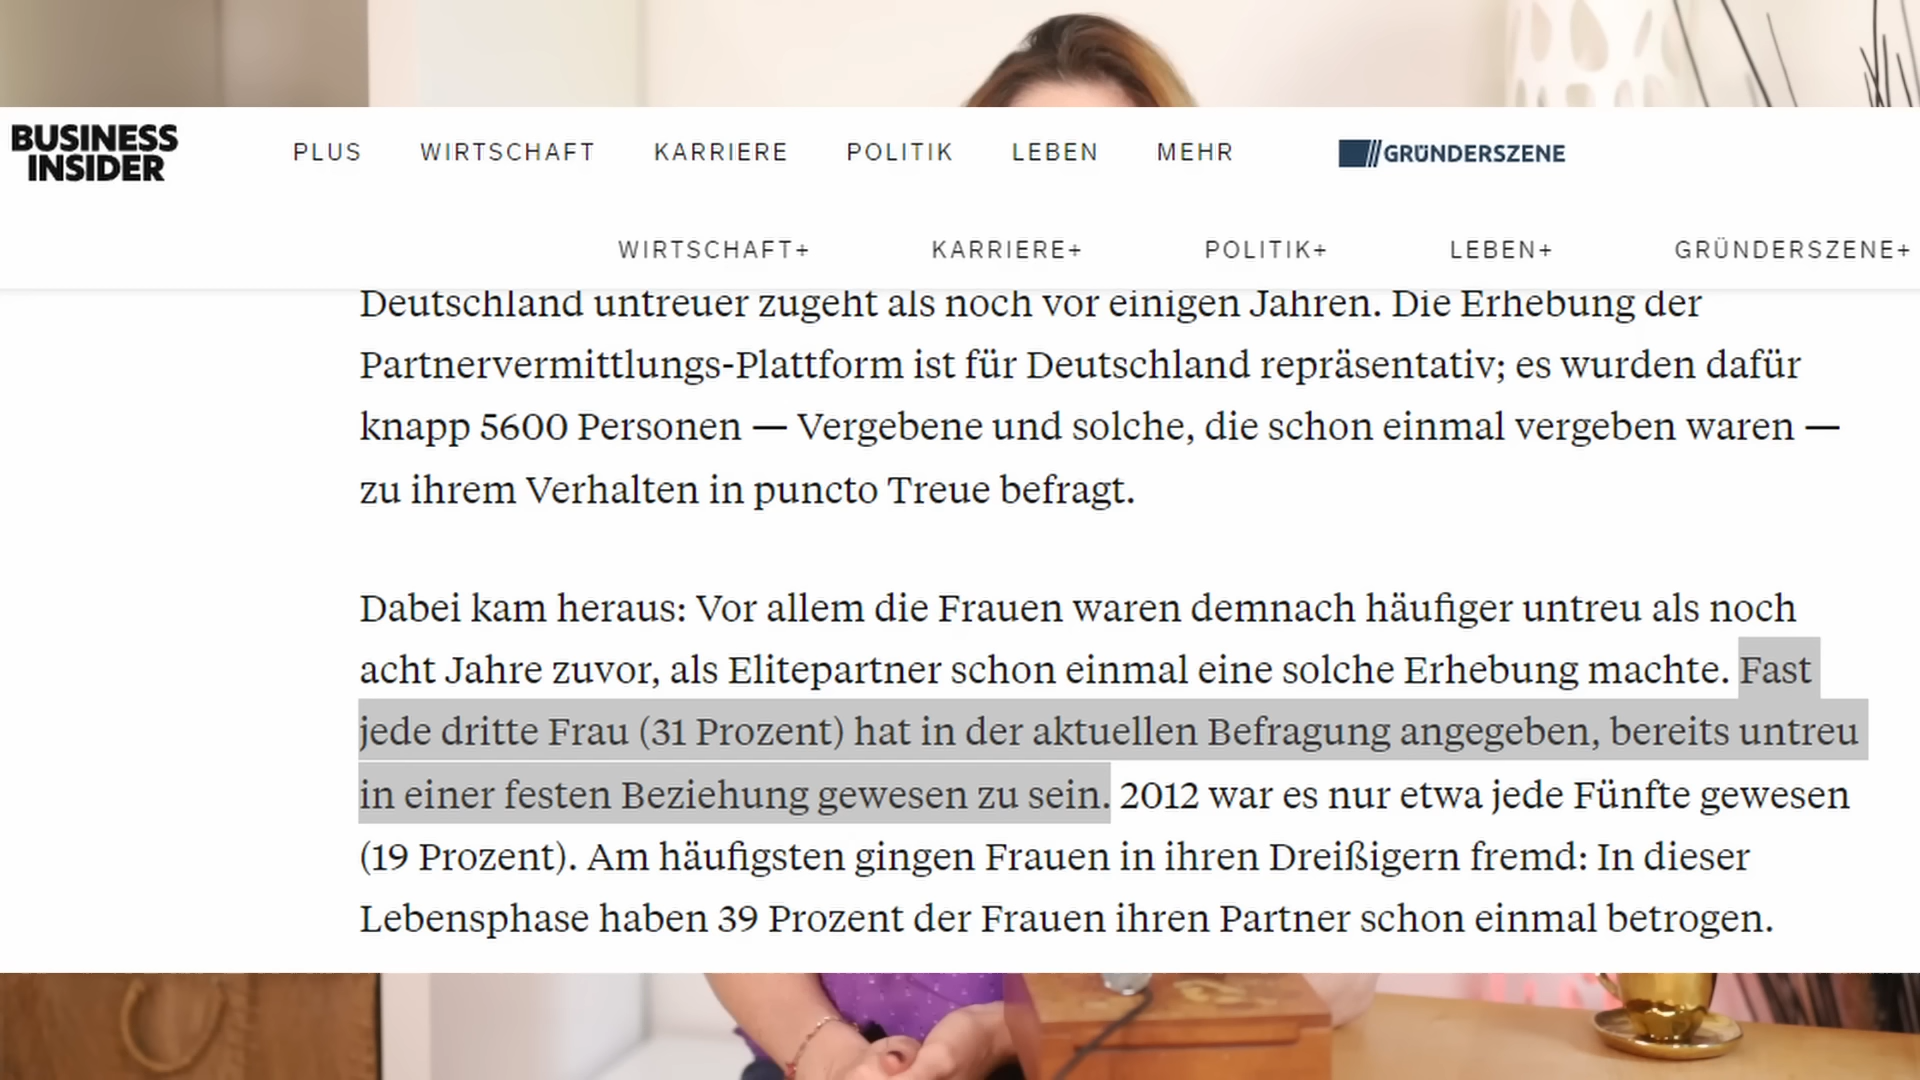 BUSINESS
INSIDER
PLUS WIRTSCHAFT KARRIERE POLITIK LEBEN MEHR GRÜNDERSZENE
WIRTSCHAFT+ KARRIERE+ POLITIK+ LEBEN+ GRÜNDERSZENE+
Deutschland untreuer zugeht als noch vor einigen Jahren. Die Erhebung der
Partnervermittlungs-Plattform ist für Deutschland repräsentativ; es wurden dafür
knapp 5600 Personen — Vergebene und solche, die schon einmal vergeben waren —
zu ihrem Verhalten in puncto Treue befragt.
Dabei kam heraus: Vor allem die Frauen waren demnach häufiger untreu als noch
acht Jahre zuvor, als Elitepartner schon einmal eine solche Erhebung machte. Fast
jede dritte Frau (31 Prozent) hat in der aktuellen Befragung angegeben, bereits untreu
in einer festen Beziehung gewesen zu sein. 2012 war es nur etwa jede Fünfte gewesen
(19 Prozent). Am häufigsten gingen Frauen in ihren Dreißigern fremd: In dieser
Lebensphase haben 39 Prozent der Frauen ihren Partner schon einmal betrogen.